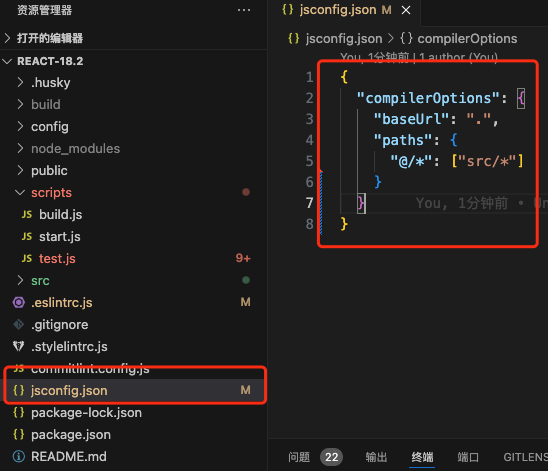 资源管理器
打开的编辑器
REACT-18.2
.husky
build
config
node_modules
public
scripts
JS build.js
JS start.js
JS test.js 9+
src
.eslintrc.js M
.gitignore
.stylelintrc.js
JS commitlint.config.js
{} jsconfig.json M
{} package-lock.json
{} package.json
README.md
{} jsconfig.json M
{} jsconfig.json > {} compilerOptions
You, 1分钟前 | 1 author (You)
1 {
2 "compilerOptions": {
3 "baseUrl": ".",
4 "paths": {
5 "@/*": ["src/*"]
6 }
7 } You, 1分钟前 • Un
8 }
问题 22 输出 终端 端口 GITLENS